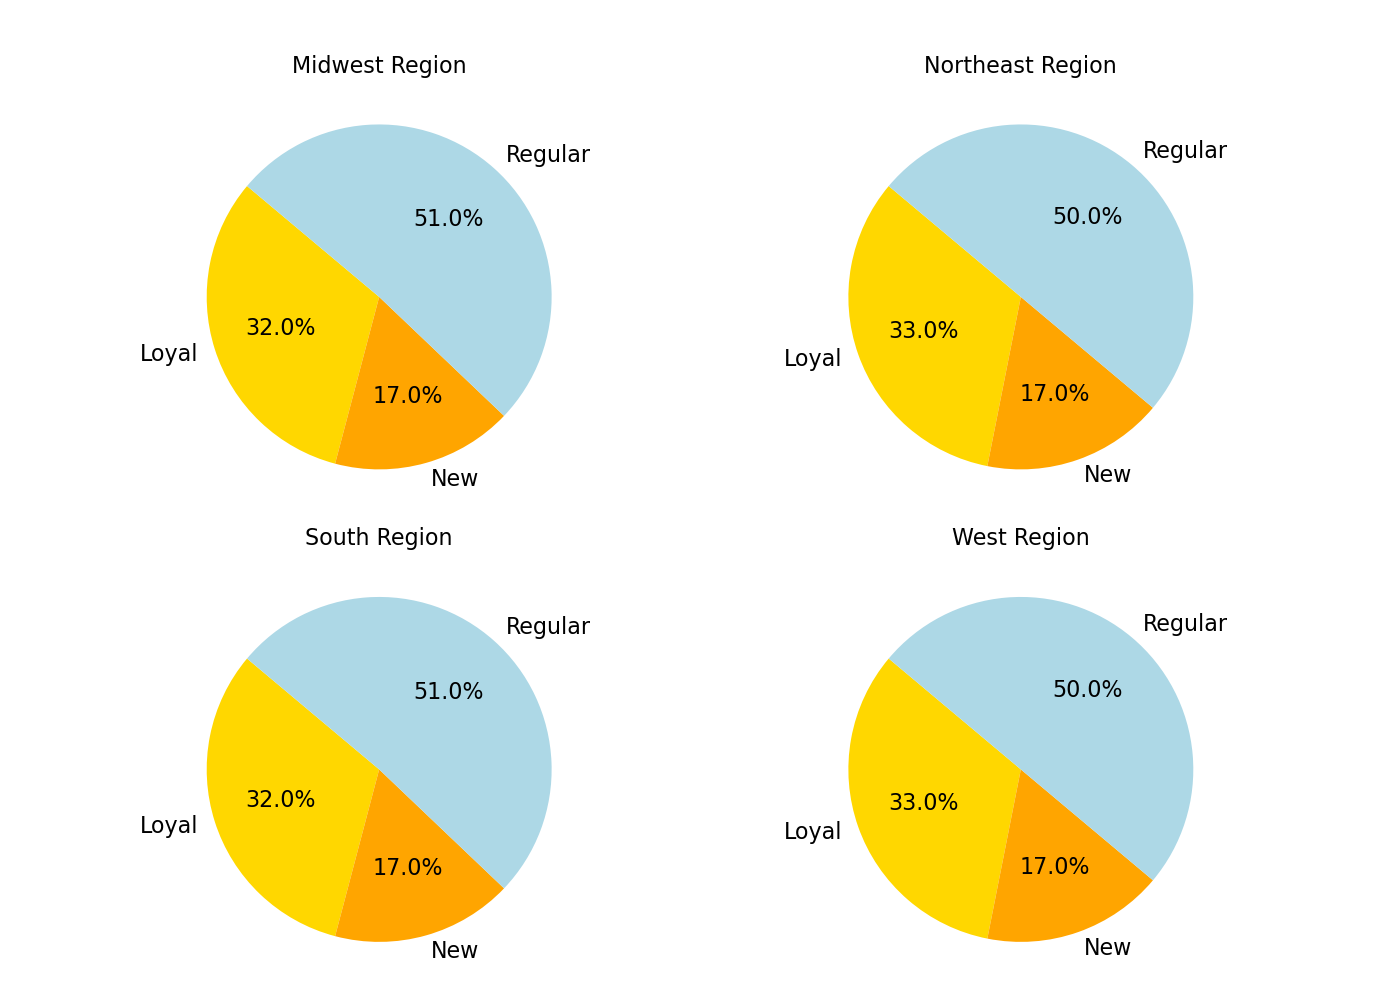 Midwest Region
Regular
51.0%
32.0%
Loyal
17.0%
New
Northeast Region
Regular
50.0%
33.0%
Loyal
17.0%
New
South Region
Regular
51.0%
32.0%
Loyal
17.0%
New
West Region
Regular
50.0%
33.0%
Loyal
17.0%
New